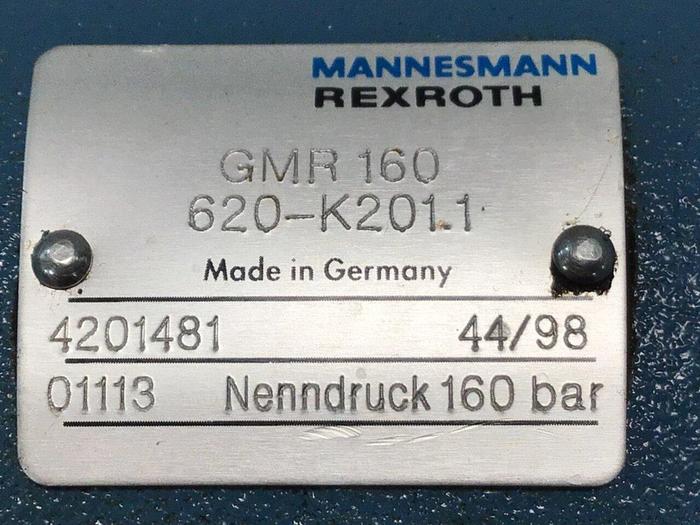 MANNESMANN
REXROTH
GMR 160
620-K201.1
Made in Germany
4201481 44/98
01113 Nenndruck 160 bar